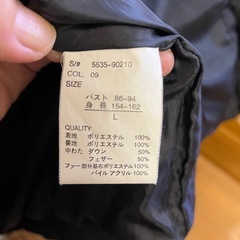 S/# 5535-90210
COL. 09
SIZE
バスト 86-94
身長 154-162
L
QUALITY
表地 ポリエステル 100%
裏地 ポリエステル 100%
中わた ダウン 50%
フェザー 50%
ファー部分基布ポリエステル 100%
パイル アクリル 100%